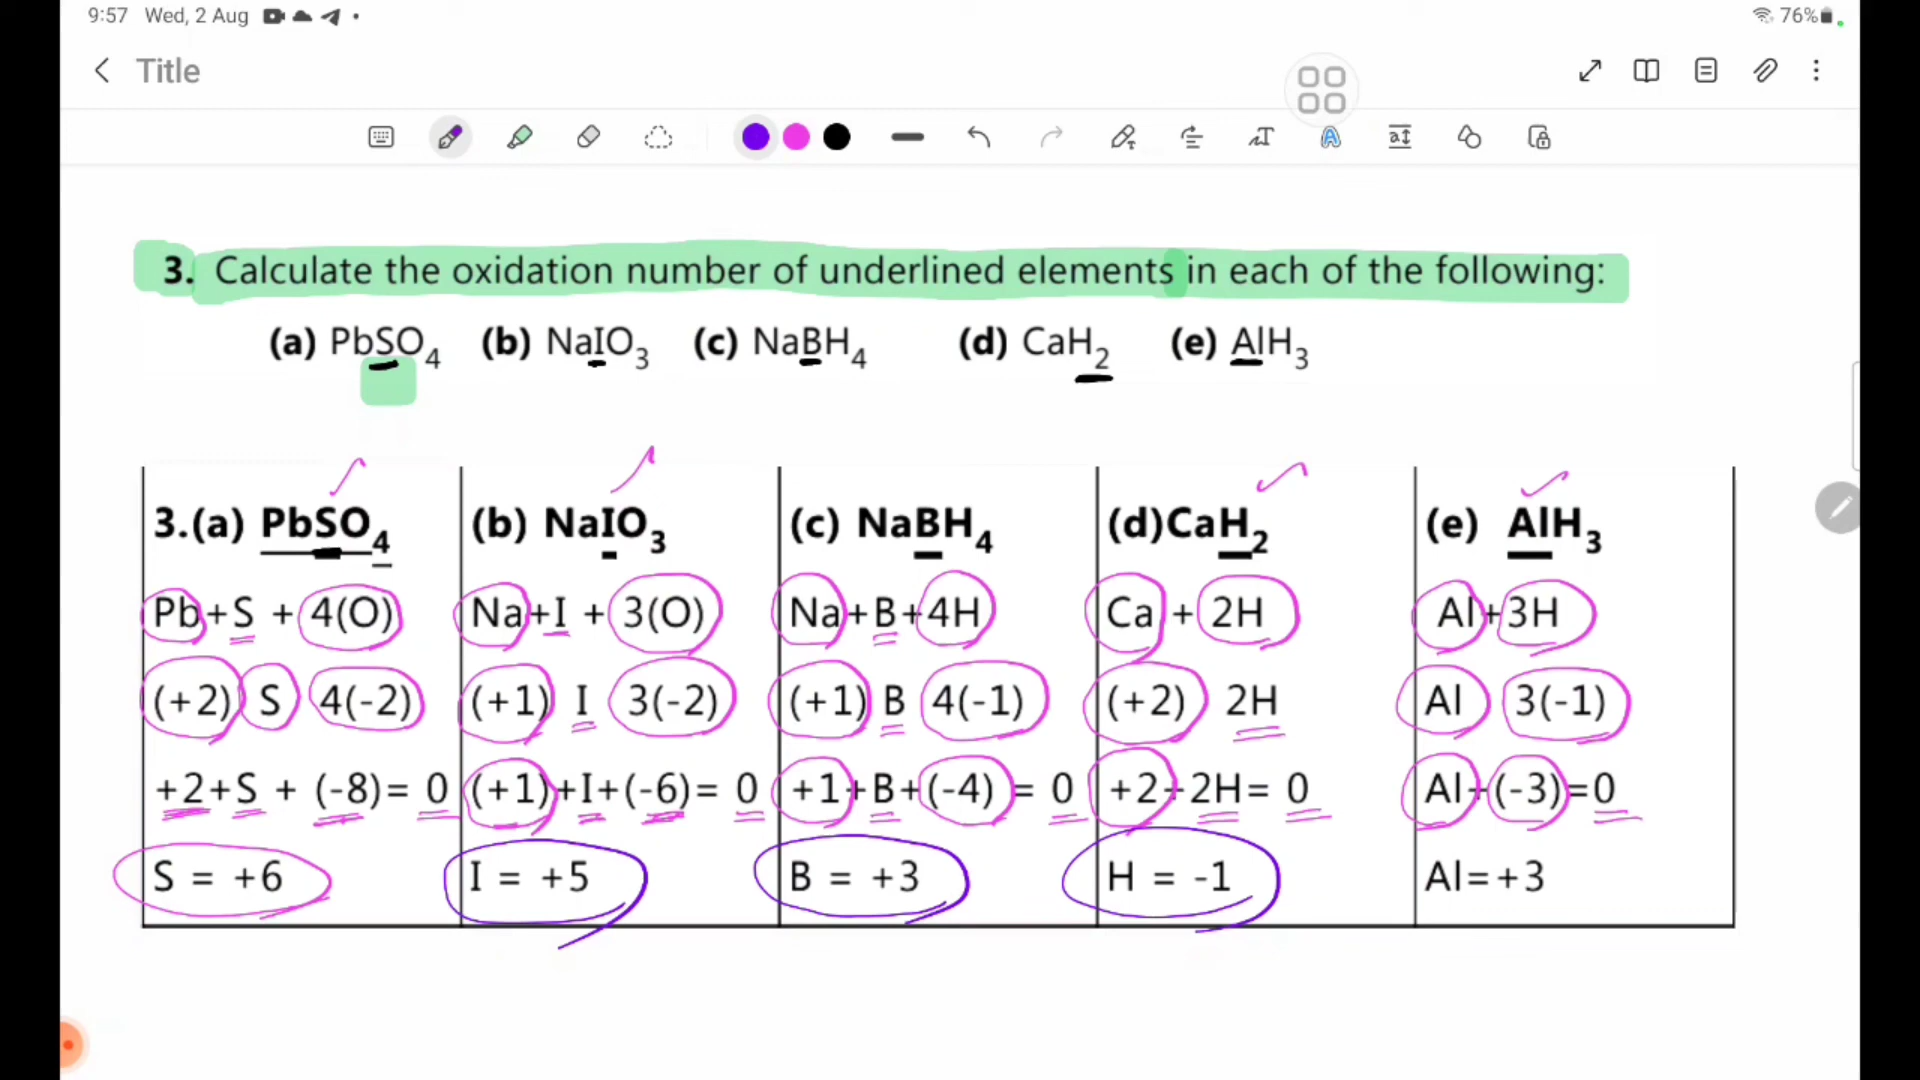 9:57 Wed, 2 Aug 76%
Title
3. Calculate the oxidation number of underlined elements in each of the following:
(a) PbSO4 (b) NaIO3 (c) NaBH4 (d) CaH2 (e) AlH3
3.(a) PbSO4 (b) NaIO3 (c) NaBH4 (d)CaH2 (e) AlH3
Pb+S + 4(O) Na+I + 3(O) Na+B+4H Ca + 2H Al+3H
(+2) S 4(-2) (+1) I 3(-2) (+1) B 4(-1) (+2) 2H Al 3(-1)
+2+S + (-8)= 0 (+1)+I+(-6)= 0 +1+B+(-4) = 0 +2+2H= 0 Al+(-3)=0
S = +6 I = +5 B = +3 H = -1 Al=+3